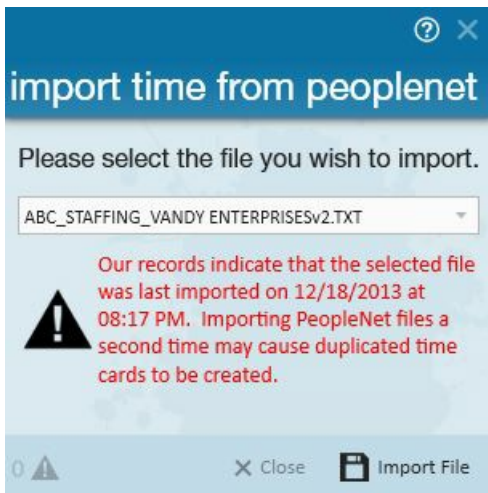 import time from peoplenet
Please select the file you wish to import.
ABC_STAFFING_VANDY ENTERPRISESv2.TXT
Our records indicate that the selected file
was last imported on 12/18/2013 at
08:17 PM.  Importing PeopleNet files a
second time may cause duplicated time
cards to be created.
0
Close
Import File